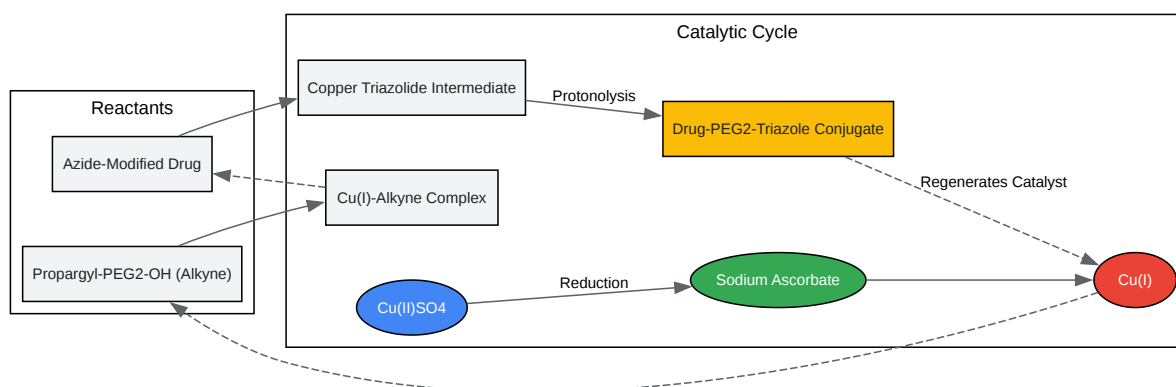 Catalytic Cycle
Reactants
Copper Triazolide Intermediate
Protonolysis
Drug-PEG2-Triazole Conjugate
Azide-Modified Drug
Cu(I)-Alkyne Complex
Regenerates Catalyst
Propargyl-PEG2-OH (Alkyne)
Cu(II)SO4
Reduction
Sodium Ascorbate
Cu(I)